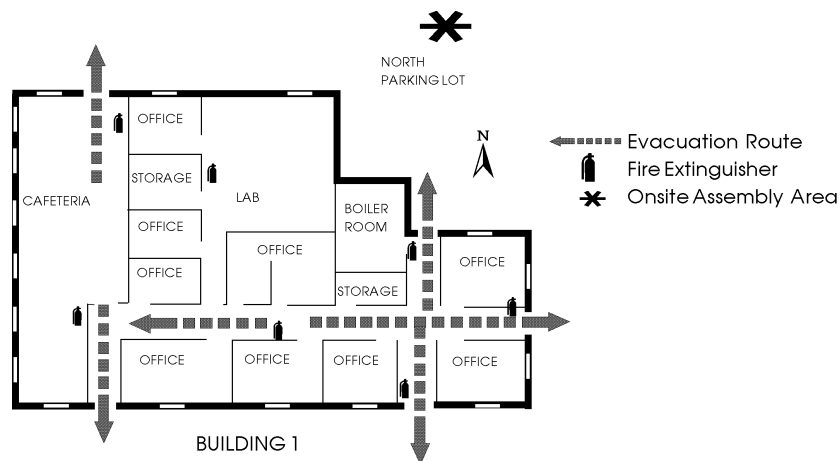 NORTH
PARKING LOT
N
Evacuation Route
Fire Extinguisher
Onsite Assembly Area
OFFICE
STORAGE
CAFETERIA
LAB
BOILER
ROOM
OFFICE
OFFICE
OFFICE
OFFICE
STORAGE
OFFICE
OFFICE
OFFICE
OFFICE
OFFICE
BUILDING 1